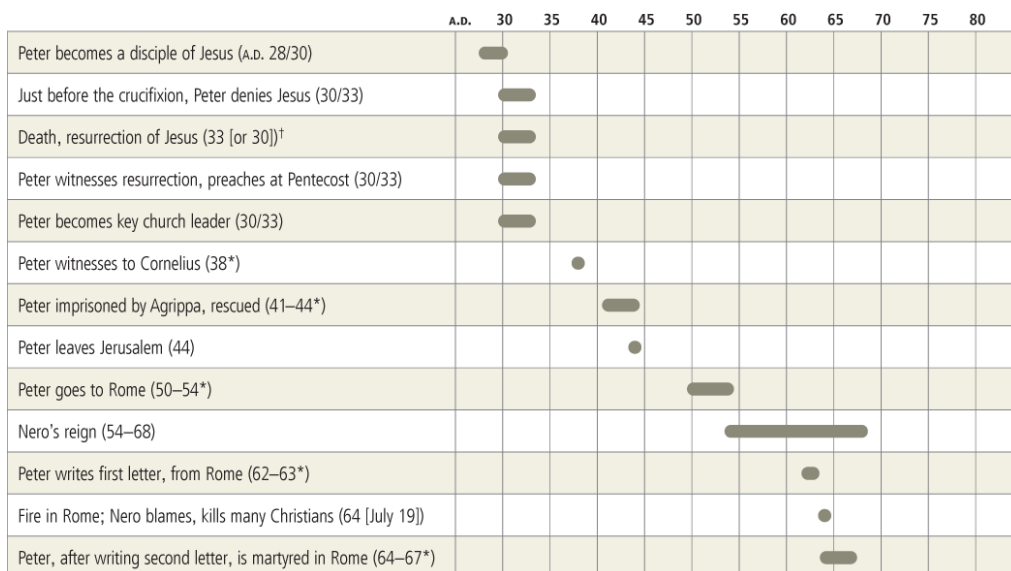 A.D. 30 35 40 45 50 55 60 65 70 75 80
Peter becomes a disciple of Jesus (A.D. 28/30)
Just before the crucifixion, Peter denies Jesus (30/33)
Death, resurrection of Jesus (33 [or 30])†
Peter witnesses resurrection, preaches at Pentecost (30/33)
Peter becomes key church leader (30/33)
Peter witnesses to Cornelius (38*)
Peter imprisoned by Agrippa, rescued (41–44*)
Peter leaves Jerusalem (44)
Peter goes to Rome (50–54*)
Nero’s reign (54–68)
Peter writes first letter, from Rome (62–63*)
Fire in Rome; Nero blames, kills many Christians (64 [July 19])
Peter, after writing second letter, is martyred in Rome (64–67*)